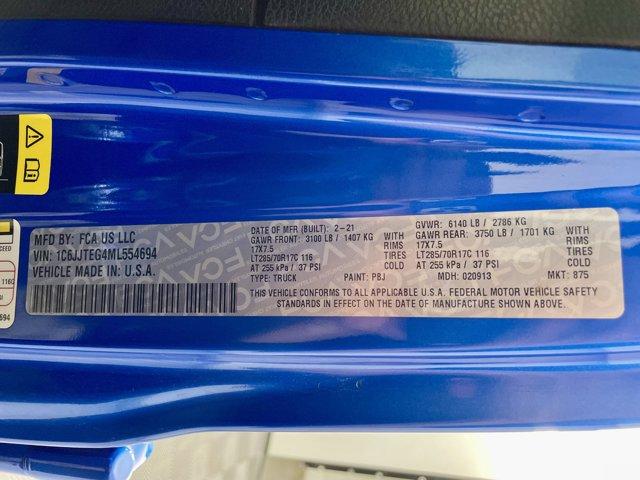 MFD BY: FCA US LLC
VIN: 1C6JJTEG4ML554694
VEHICLE MADE IN U.S.A.
DATE OF MFR (BUILT): 2-21
GAWR FRONT: 3100 LB / 1407 KG WITH
17X7.5 RIMS
LT285/70R17C 116 TIRES
AT 255 kPa / 37 PSI COLD
TYPE: TRUCK PAINT: PBJ
GVWR: 6140 LB / 2786 KG
GAWR REAR: 3750 LB / 1701 KG WITH
17X7.5 RIMS
LT285/70R17C 116 TIRES
AT 255 kPa / 37 PSI COLD
MDH: 020913 MKT: 875
THIS VEHICLE CONFORMS TO ALL APPLICABLE U.S.A. FEDERAL MOTOR VEHICLE SAFETY
STANDARDS IN EFFECT ON THE DATE OF MANUFACTURE SHOWN ABOVE.